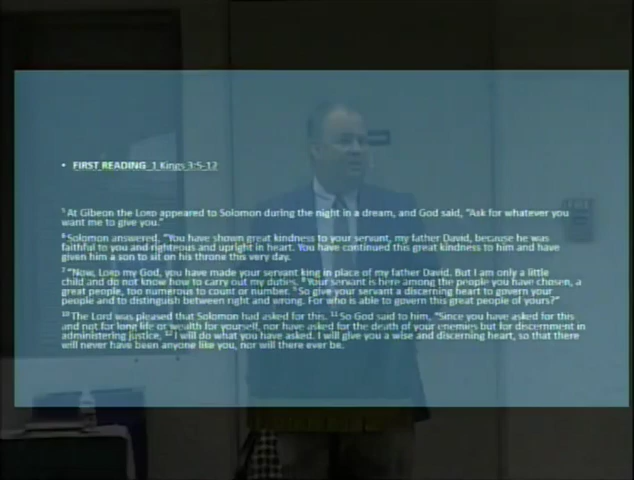 • FIRST READING 1 Kings 3:5-12
5 At Gibeon the LORD appeared to Solomon during the night in a dream, and God said, "Ask for whatever you
want me to give you."
6 Solomon answered, "You have shown great kindness to your servant, my father David, because he was
faithful to you and righteous and upright in heart. You have continued this great kindness to him and have
given him a son to sit on his throne this very day.
7 "Now, LORD my God, you have made your servant king in place of my father David. But I am only a little
child and do not know how to carry out my duties. 8 Your servant is here among the people you have chosen, a
great people, too numerous to count or number. 9 So give your servant a discerning heart to govern your
people and to distinguish between right and wrong. For who is able to govern this great people of yours?"
10 The Lord was pleased that Solomon had asked for this. 11 So God said to him, "Since you have asked for this
and not for long life or wealth for yourself, nor have asked for the death of your enemies but for discernment in
administering justice, 12 I will do what you have asked. I will give you a wise and discerning heart, so that there
will never have been anyone like you, nor will there ever be.